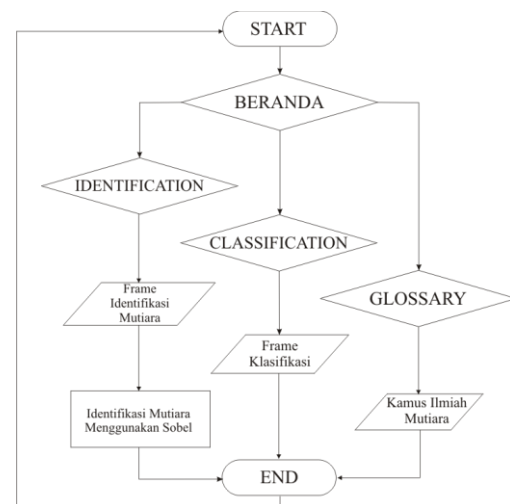 START
BERANDA
IDENTIFICATION
CLASSIFICATION
GLOSSARY
Frame
Identifikasi
Mutiara
Frame
Klasifikasi
Kamus Ilmiah
Mutiara
Identifikasi Mutiara
Menggunakan Sobel
END